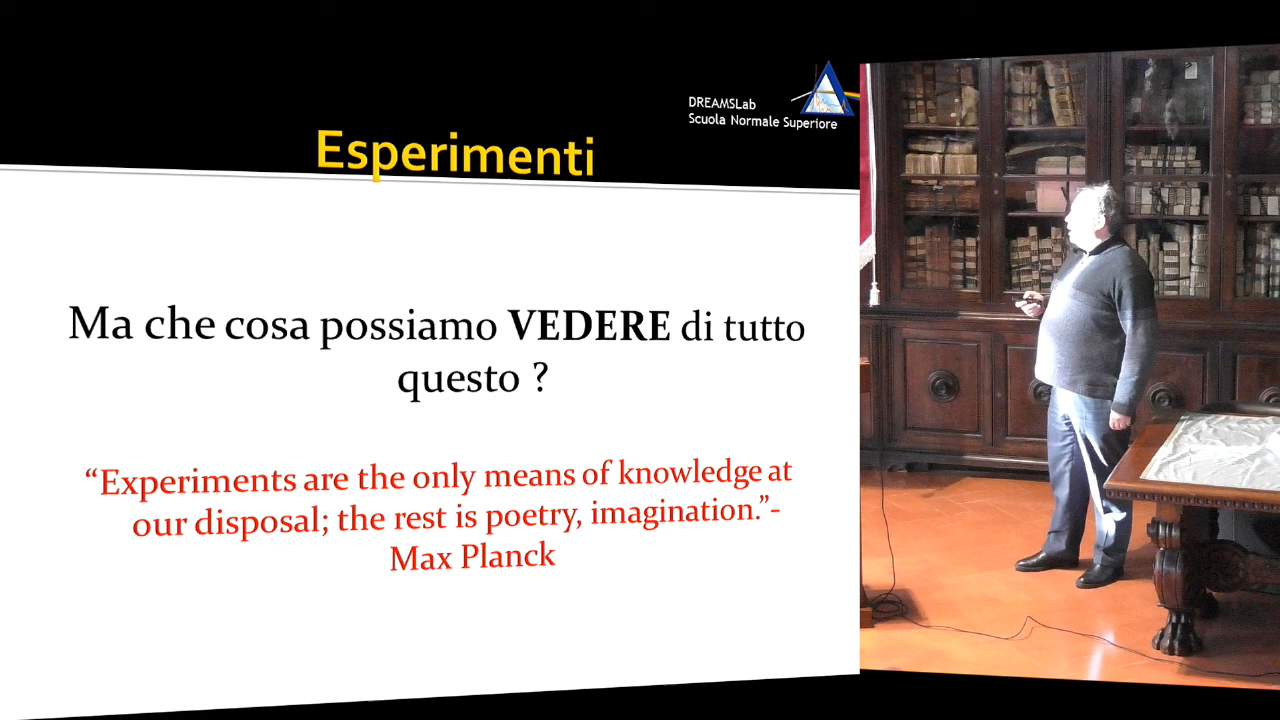 DREAMSLab
Scuola Normale Superiore
Esperimenti
Ma che cosa possiamo VEDERE di tutto
questo ?
“Experiments are the only means of knowledge at
our disposal; the rest is poetry, imagination.”-
Max Planck